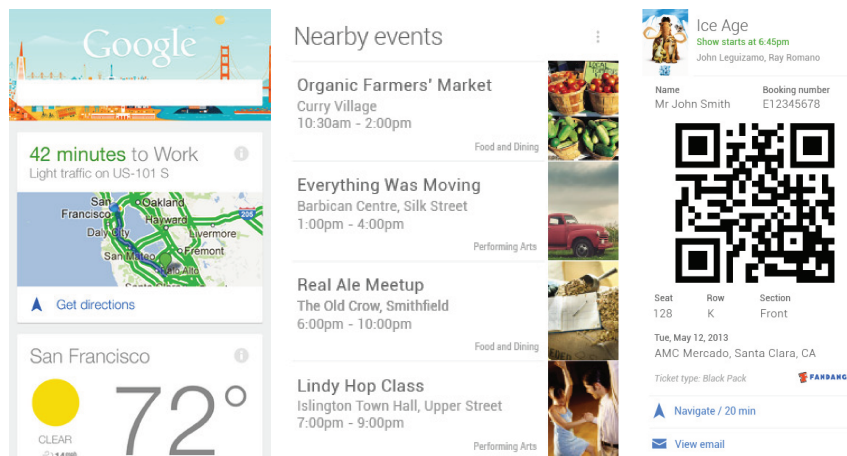 Google
42 minutes to Work
Light traffic on US-101 S
San Francisco
Oakland
Hayward
Daly City
Livermore
San Mateo
Fremont
Palo Alto
Get directions
San Francisco
72°
CLEAR
Nearby events
Organic Farmers' Market
Curry Village
10:30am - 2:00pm
Food and Dining
Everything Was Moving
Barbican Centre, Silk Street
1:00pm - 4:00pm
Performing Arts
Real Ale Meetup
The Old Crow, Smithfield
6:00pm - 10:00pm
Food and Dining
Lindy Hop Class
Islington Town Hall, Upper Street
7:00pm - 9:00pm
Performing Arts
Ice Age
Show starts at 6:45pm
John Leguizamo, Ray Romano
Name Booking number
Mr John Smith E12345678
Seat Row Section
128 K Front
Tue, May 12, 2013
AMC Mercado, Santa Clara, CA
Ticket type: Black Pack FANDANG
Navigate / 20 min
View email